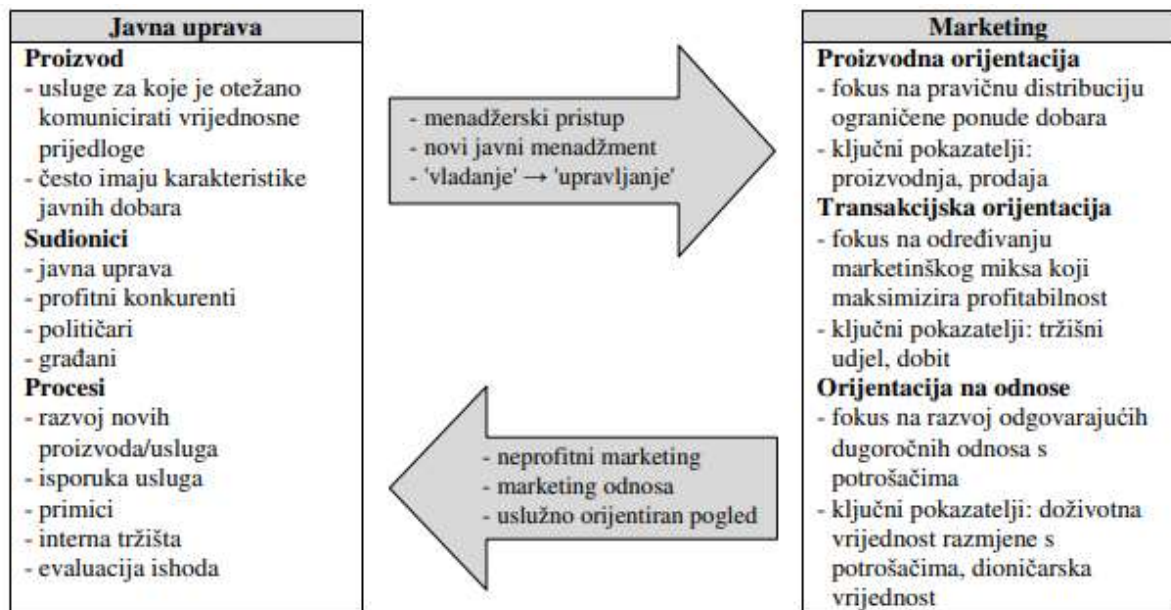 Javna uprava
Proizvod
- usluge za koje je otežano
komunicirati vrijednosne
prijedloge
- često imaju karakteristike
javnih dobara
Sudionici
- javna uprava
- profitni konkurenti
- političari
- građani
Procesi
- razvoj novih
proizvoda/usluga
- isporuka usluga
- primici
- interna tržišta
- evaluacija ishoda
- menadžerski pristup
- novi javni menadžment
- 'vladanje' → 'upravljanje'
- neprofitni marketing
- marketing odnosa
- uslužno orijentiran pogled
Marketing
Proizvodna orijentacija
- fokus na pravičnu distribuciju
ograničene ponude dobara
- ključni pokazatelji:
proizvodnja, prodaja
Transakcijska orijentacija
- fokus na određivanju
marketinškog miksa koji
maksimizira profitabilnost
- ključni pokazatelji: tržišni
udjel, dobit
Orijentacija na odnose
- fokus na razvoj odgovarajućih
dugoročnih odnosa s
potrošačima
- ključni pokazatelji: doživotna
vrijednost razmjene s
potrošačima, dioničarska
vrijednost